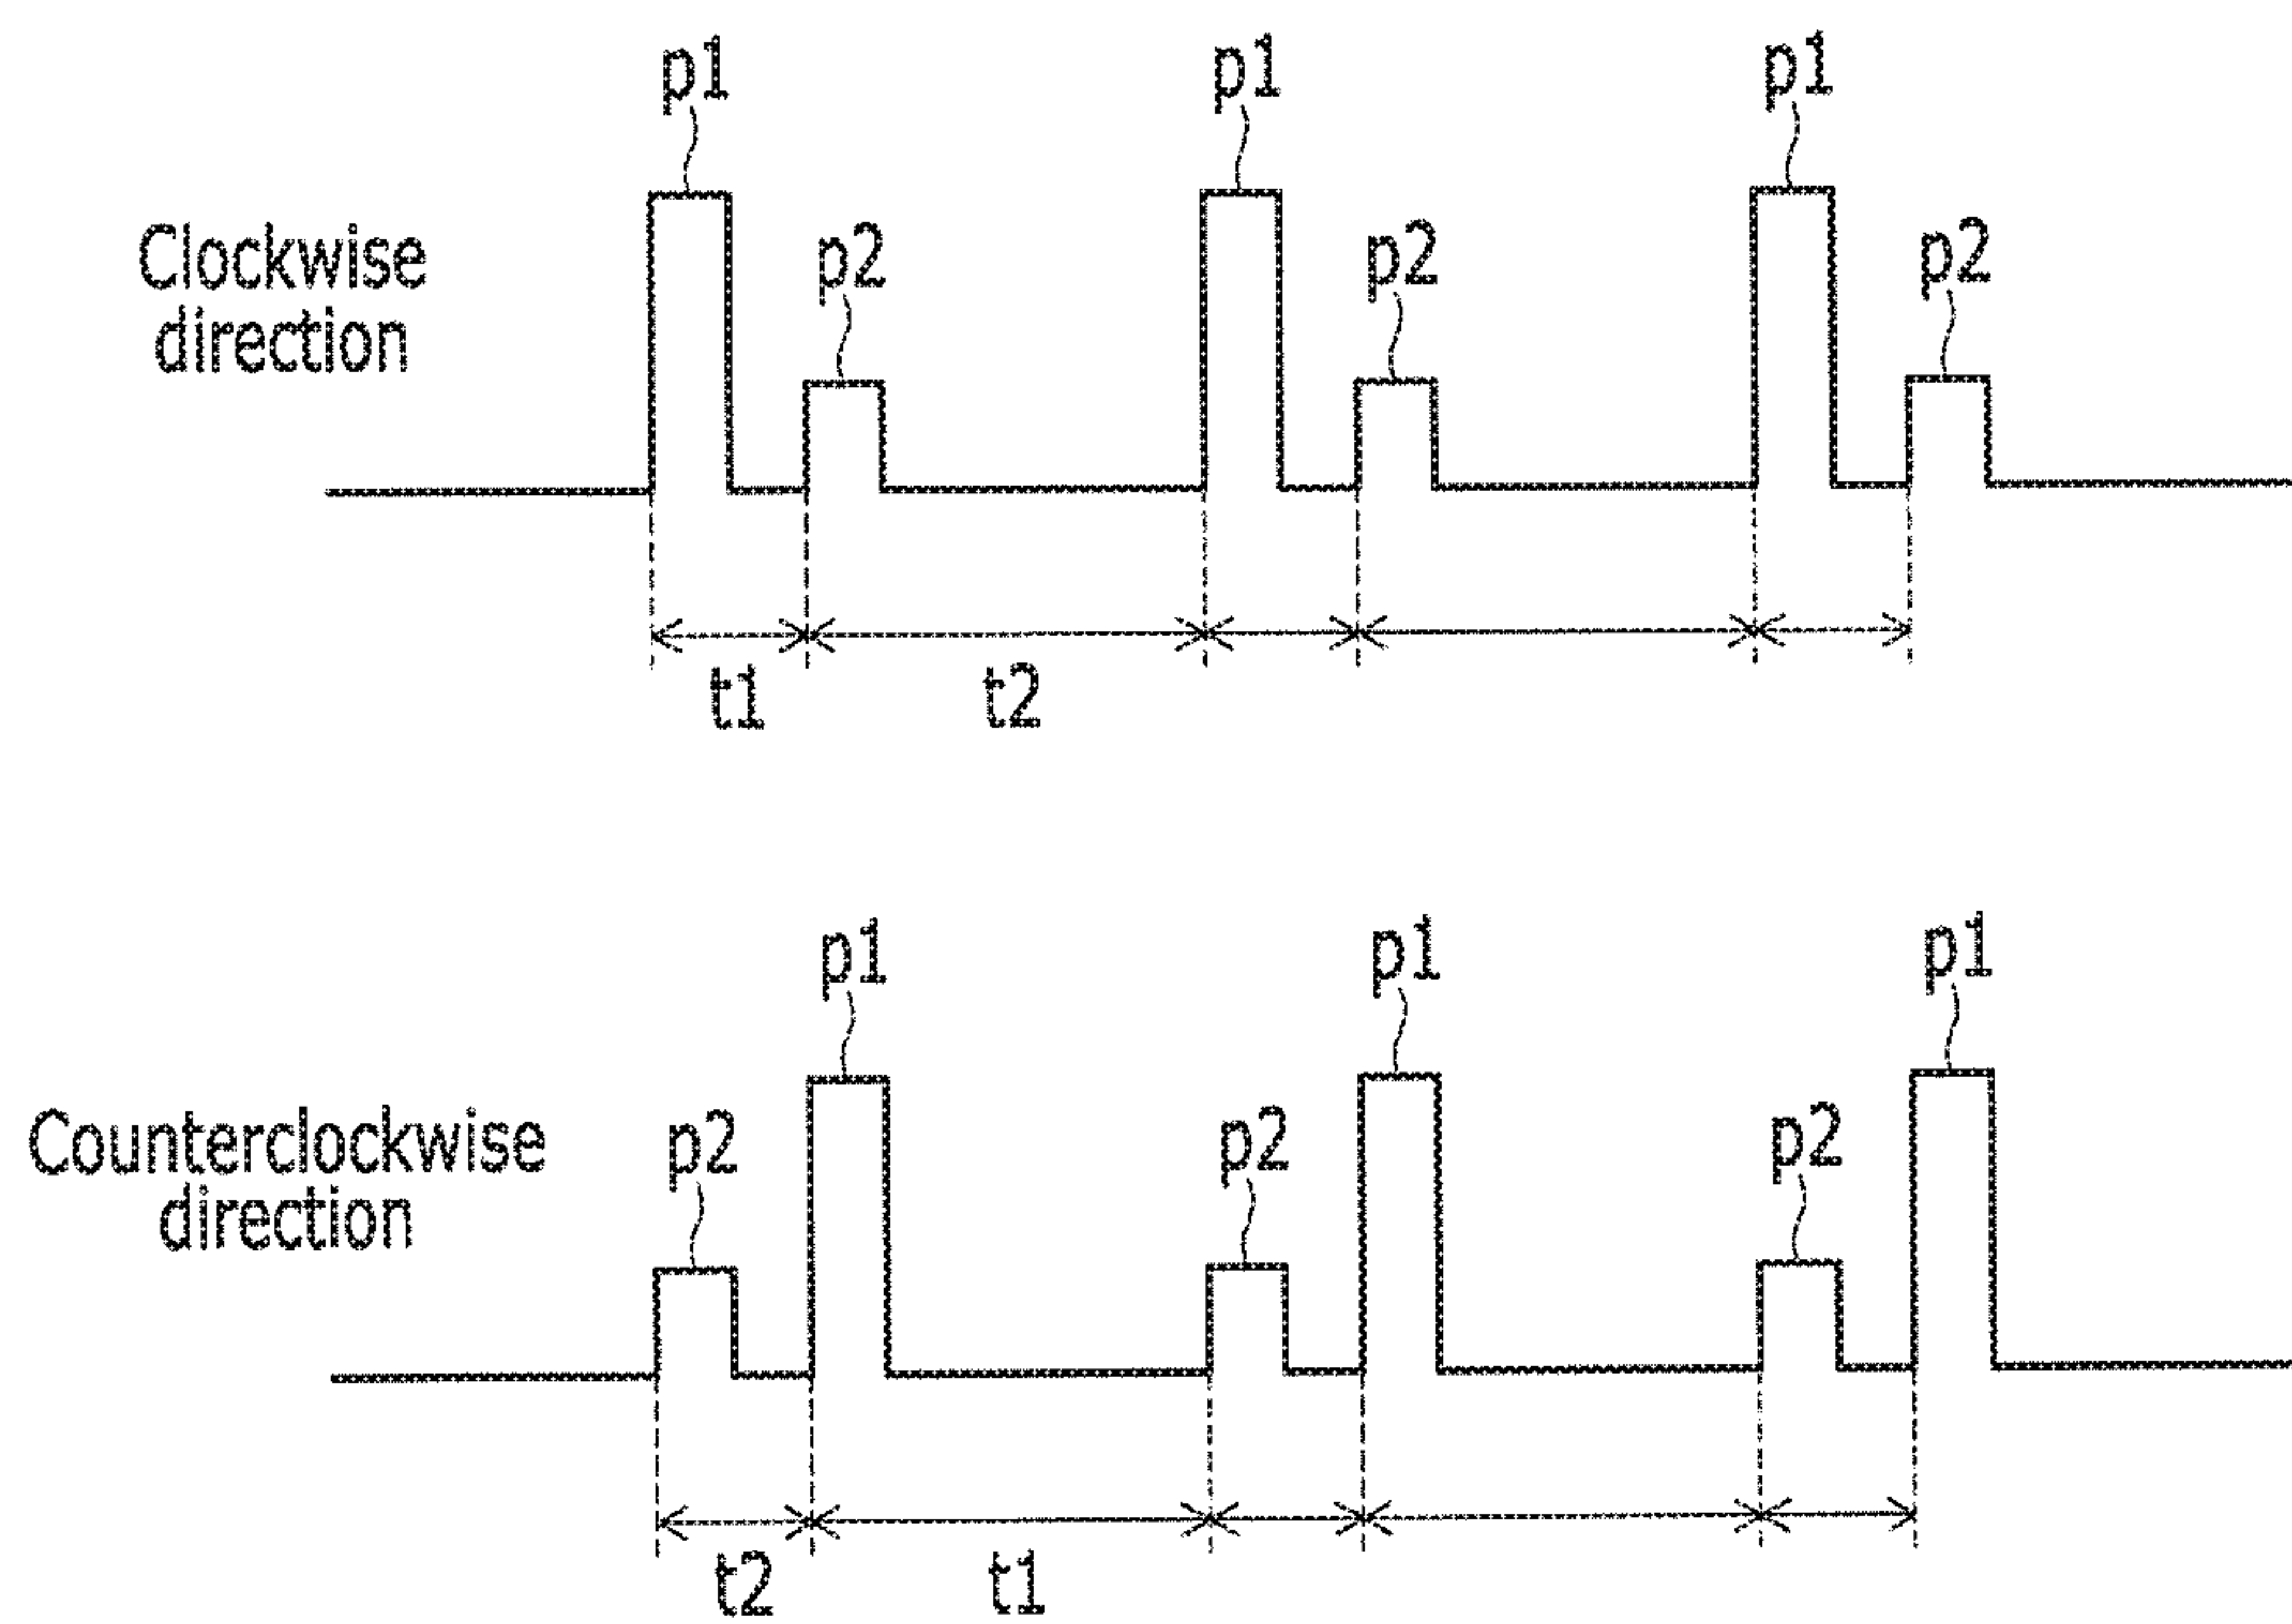 p1 p1 p1
Clockwise
direction
p2 p2 p2
t1 t2
p1 p1 p1
Counterclockwise
direction
p2 p2 p2
t2 t1